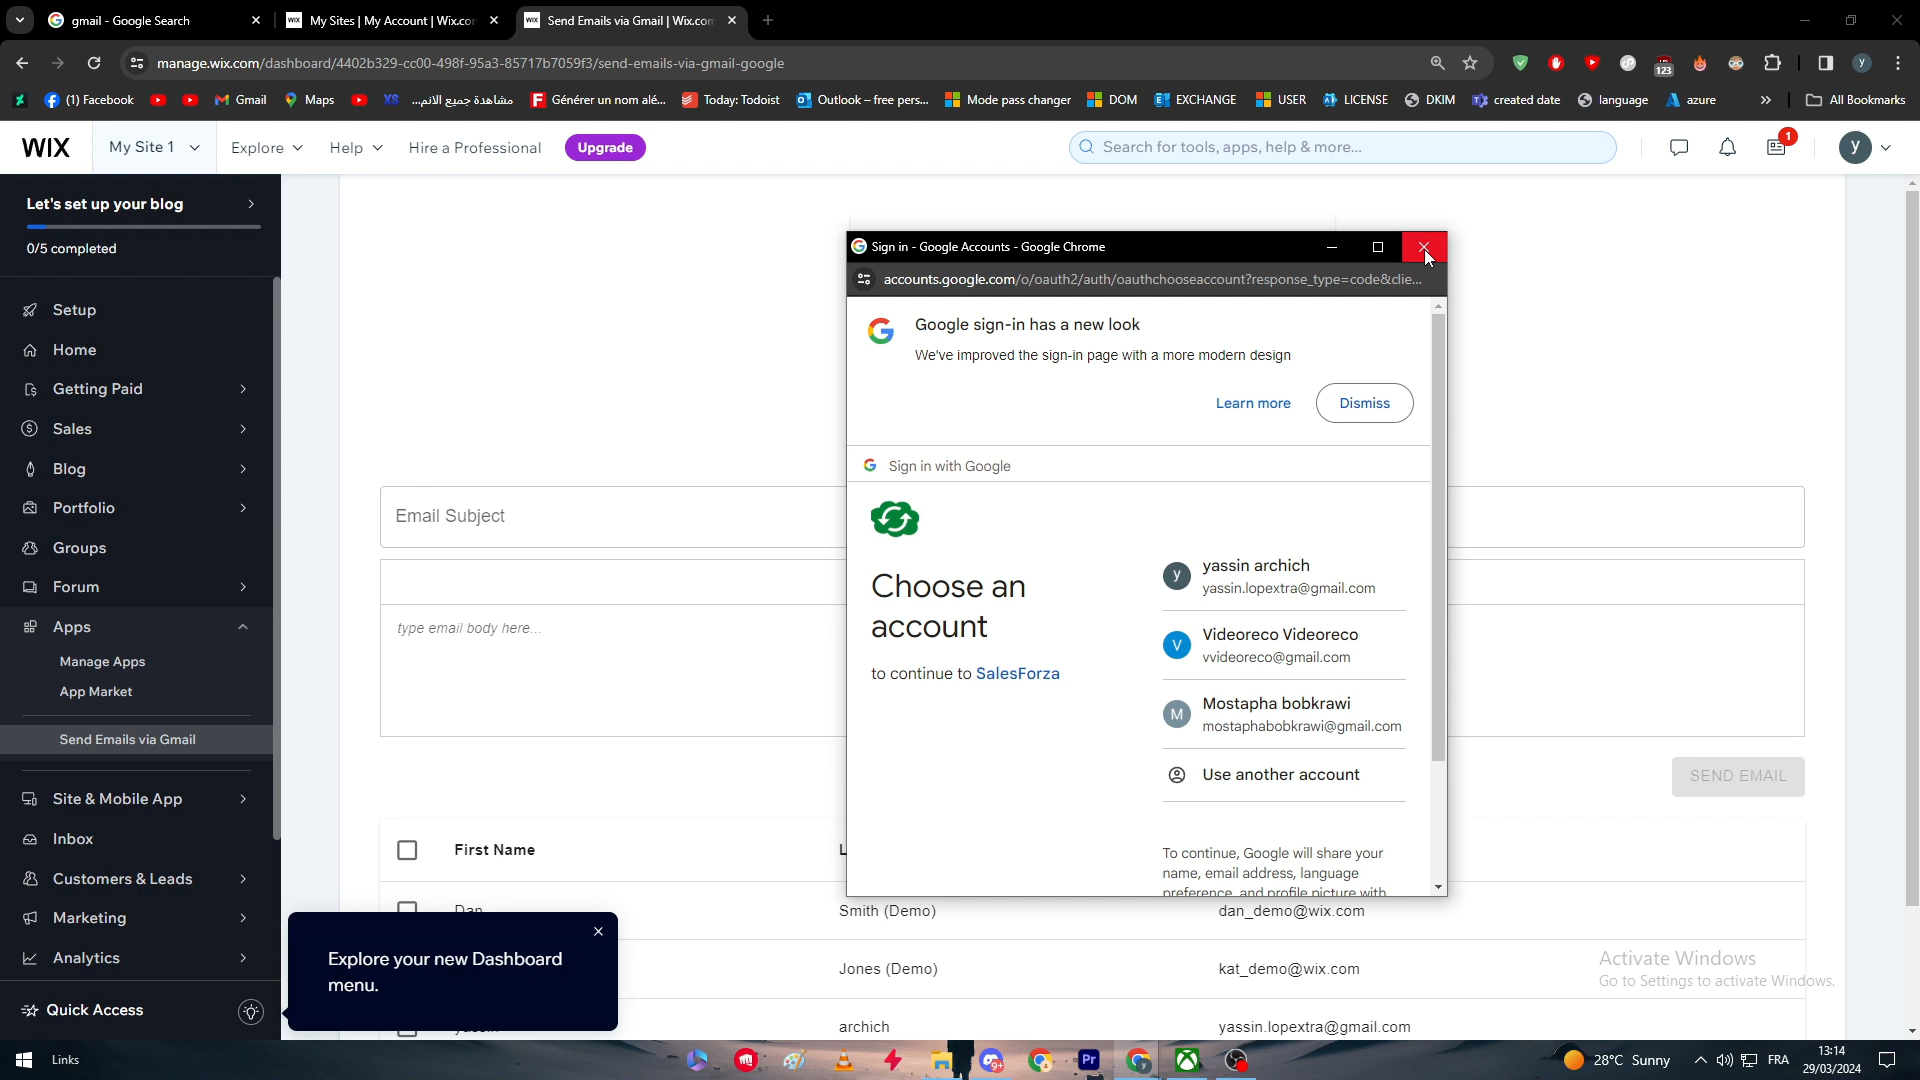 gmail - Google Search
My Sites | My Account | Wix.com
Send Emails via Gmail | Wix.com
manage.wix.com/dashboard/4402b329-cc00-498f-95a3-85717b7059f3/send-emails-via-gmail-google
123
y
(1) Facebook
Gmail
Maps
XS
مشاهدة جميع الانم...
Générer un nom alé...
Today: Todoist
Outlook – free pers...
Mode pass changer
DOM
EXCHANGE
USER
LICENSE
DKIM
created date
language
azure
All Bookmarks
WIX
My Site 1
Explore
Help
Hire a Professional
Upgrade
Search for tools, apps, help & more...
1
y
Let's set up your blog
0/5 completed
Setup
Home
Getting Paid
Sales
Blog
Portfolio
Groups
Forum
Apps
Manage Apps
App Market
Send Emails via Gmail
Site & Mobile App
Inbox
Customers & Leads
Marketing
Analytics
Quick Access
Explore your new Dashboard
menu.
Email Subject
type email body here...
SEND EMAIL
First Name
Smith (Demo)
dan_demo@wix.com
Jones (Demo)
kat_demo@wix.com
archich
yassin.lopextra@gmail.com
Sign in - Google Accounts - Google Chrome
accounts.google.com/o/oauth2/auth/oauthchooseaccount?response_type=code&clie...
Google sign-in has a new look
We've improved the sign-in page with a more modern design
Learn more
Dismiss
Sign in with Google
Choose an
account
to continue to SalesForza
y
yassin archich
yassin.lopextra@gmail.com
V
Videoreco Videoreco
vvideoreco@gmail.com
M
Mostapha bobkrawi
mostaphabobkrawi@gmail.com
Use another account
To continue, Google will share your
name, email address, language
preference, and profile picture with
Activate Windows
Go to Settings to activate Windows.
Links
9+
Pr
28°C Sunny
FRA
13:14
29/03/2024